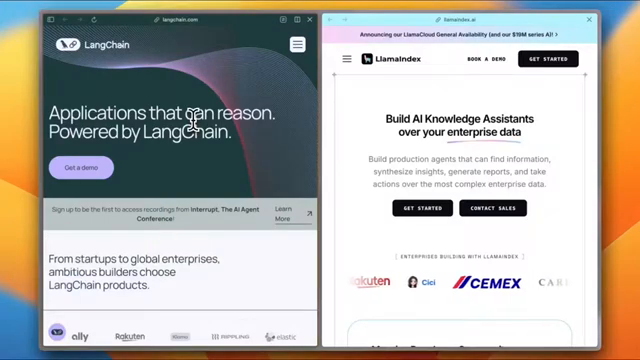 langchain.com
LangChain
Applications that can reason.
Powered by LangChain.
Get a demo
Sign up to be the first to access recordings from Interrupt, The AI Agent
Conference!
Learn
More
From startups to global enterprises,
ambitious builders choose
LangChain products.
ally
Rakuten
Klarna
RIPPLING
elastic
llamaindex.ai
Announcing our LlamaCloud General Availability (and our $19M series A)!
LlamaIndex
BOOK A DEMO
GET STARTED
Build AI Knowledge Assistants
over your enterprise data
Build production agents that can find information,
synthesize insights, generate reports, and take
actions over the most complex enterprise data.
GET STARTED
CONTACT SALES
ENTERPRISES BUILDING WITH LLAMAINDEX
Rakuten
Cici
CEMEX
CAR